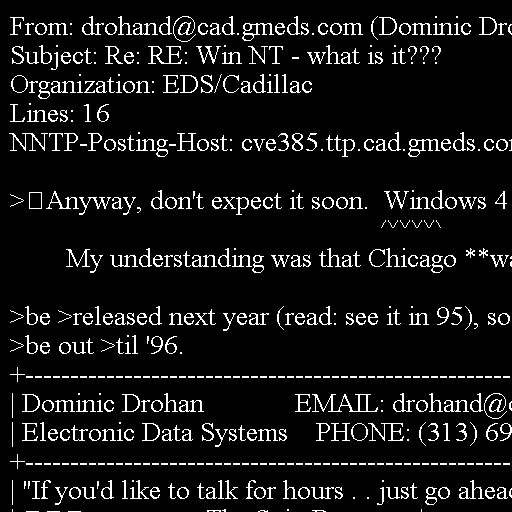 From: drohand@cad.gmeds.com (Dominic Dro
Subject: Re: RE: Win NT - what is it???
Organization: EDS/Cadillac
Lines: 16
NNTP-Posting-Host: cve385.ttp.cad.gmeds.co
>□Anyway, don't expect it soon.  Windows 4
^^^^^^^
My understanding was that Chicago **wa
>be >released next year (read: see it in 95), so
>be out >til '96.
+------------------------------------------------------
| Dominic Drohan EMAIL: drohand@
| Electronic Data Systems PHONE: (313) 69
+------------------------------------------------------
| "If you'd like to talk for hours . . just go ahea